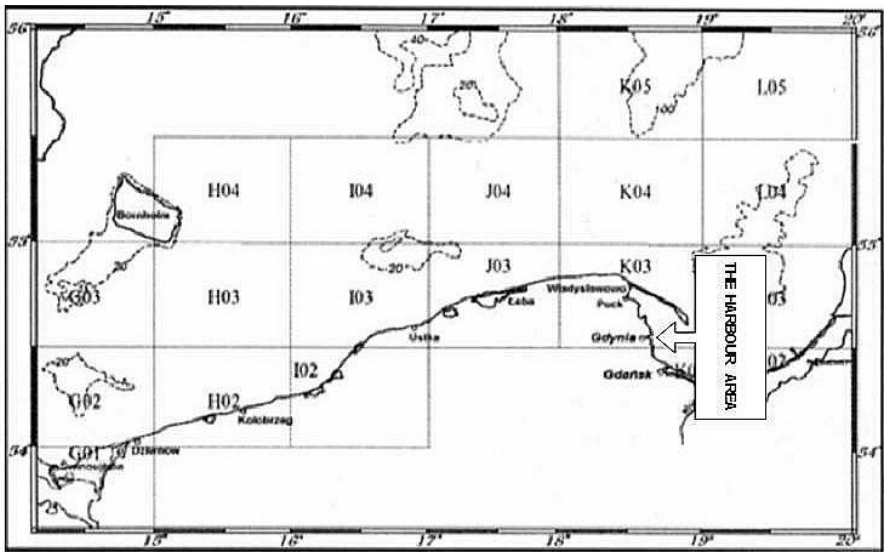 15° 16° 17° 18° 19° 20°
56° 56°
40
K05 L05
20
100
H04 I04 J04 K04 L04
Bornholm
55° 55°
20
20
J03 K03
G03 H03 I03 03
Władysławowo
Puck
Łeba
Ustka
Gdynia
THE HARBOUR AREA
20
I02 02
Gdańsk
G02 H02
Kołobrzeg
54° 54°
G01
Dziwnów
25
15° 16° 17° 18° 19° 20°